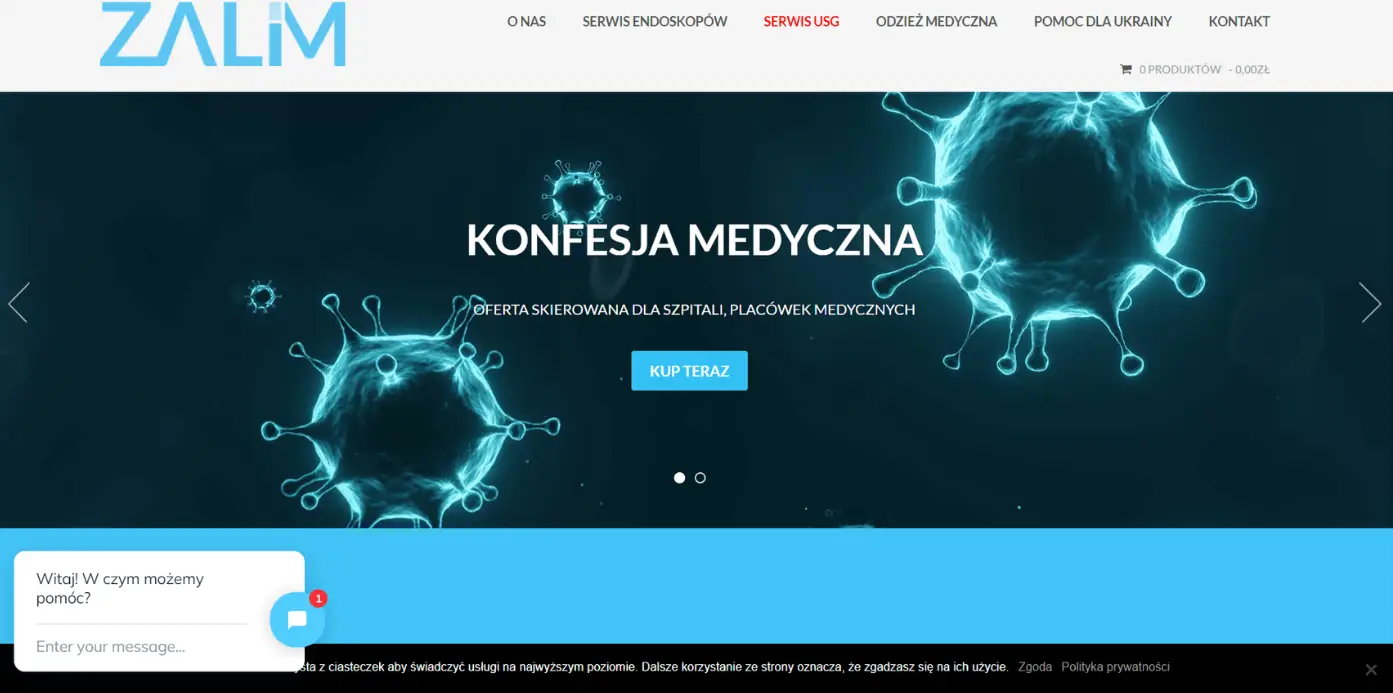 ZALIM
O NAS SERWIS ENDOSKOPÓW SERWIS USG ODZIEŻ MEDYCZNA POMOC DLA UKRAINY KONTAKT
0 PRODUKTÓW - 0,00ZŁ
KONFESJA MEDYCZNA
OFERTA SKIEROWANA DLA SZPITALI, PLACÓWEK MEDYCZNYCH
KUP TERAZ
Witaj! W czym możemy
pomóc?
1
Enter your message...
z ciasteczek aby świadczyć usługi na najwyższym poziomie. Dalsze korzystanie ze strony oznacza, że zgadzasz się na ich użycie. Zgoda Polityka prywatności